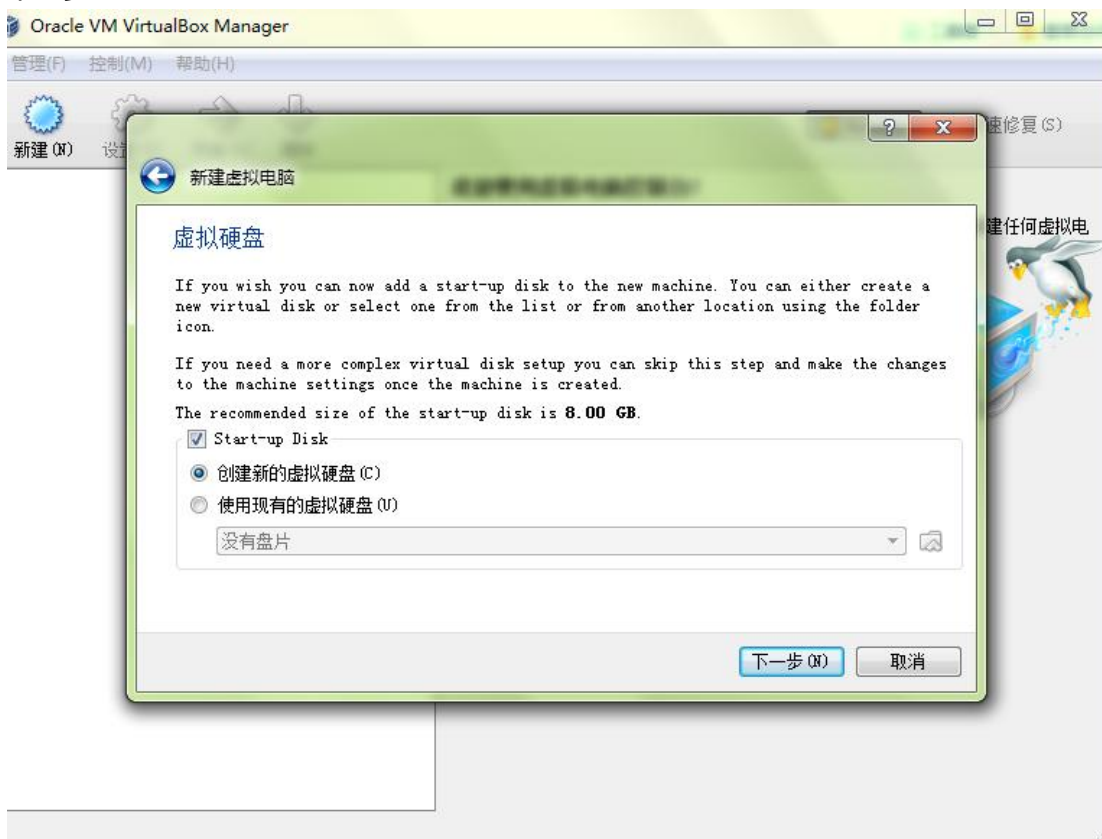 Oracle VM VirtualBox Manager
管理(F) 控制(M) 帮助(H)
新建(N)
速修复(S)
新建虚拟电脑
建任何虚拟电
虚拟硬盘
If you wish you can now add a start-up disk to the new machine. You can either create a
new virtual disk or select one from the list or from another location using the folder
icon.
If you need a more complex virtual disk setup you can skip this step and make the changes
to the machine settings once the machine is created.
The recommended size of the start-up disk is 8.00 GB.
Start-up Disk
创建新的虚拟硬盘(C)
使用现有的虚拟硬盘(U)
没有盘片
下一步(N) 取消